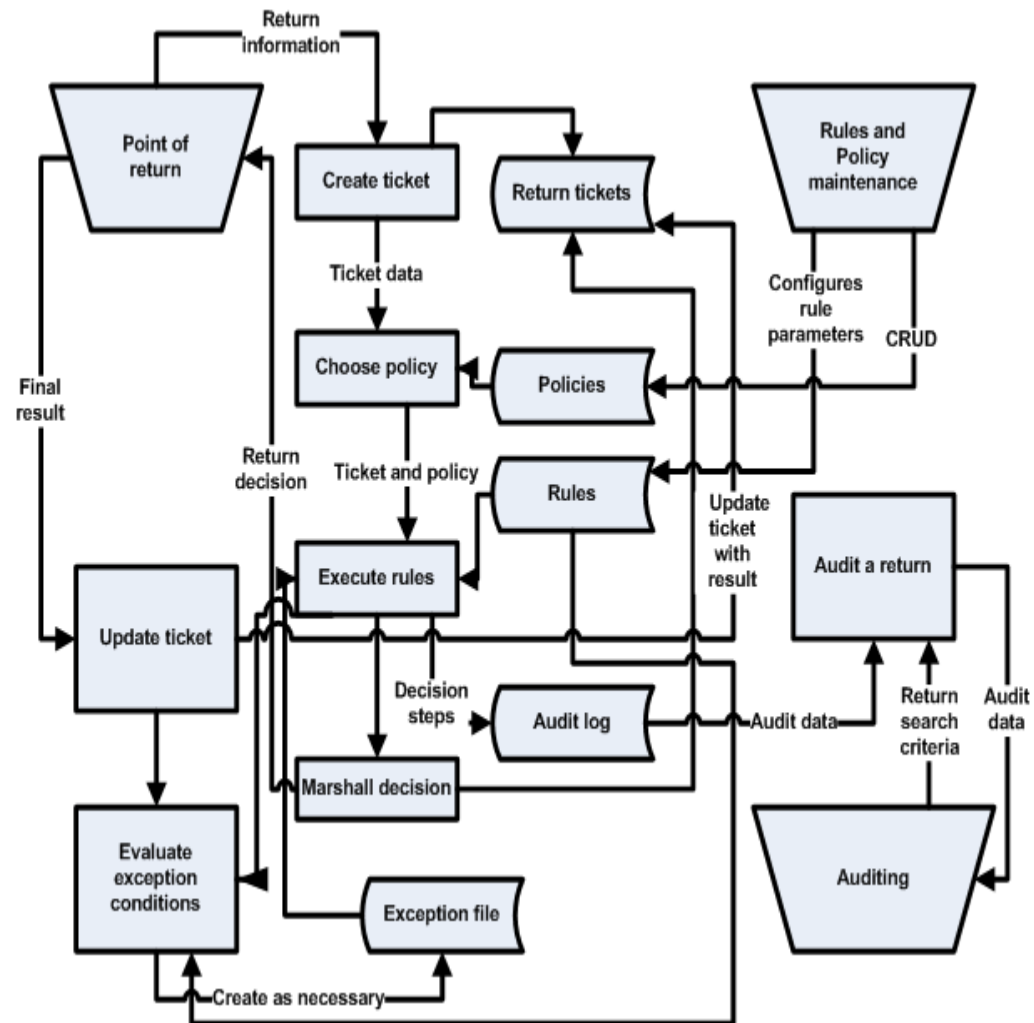 Return
information
Point of
return
Create ticket
Return tickets
Rules and
Policy
maintenance
Ticket data
Configures
rule
parameters
CRUD
Choose policy
Policies
Final
result
Return
decision
Ticket and policy
Rules
Update
ticket
with
result
Audit a return
Execute rules
Update ticket
Decision
steps
Audit log
Audit data
Return
search
criteria
Audit
data
Marshall decision
Evaluate
exception
conditions
Exception file
Auditing
Create as necessary